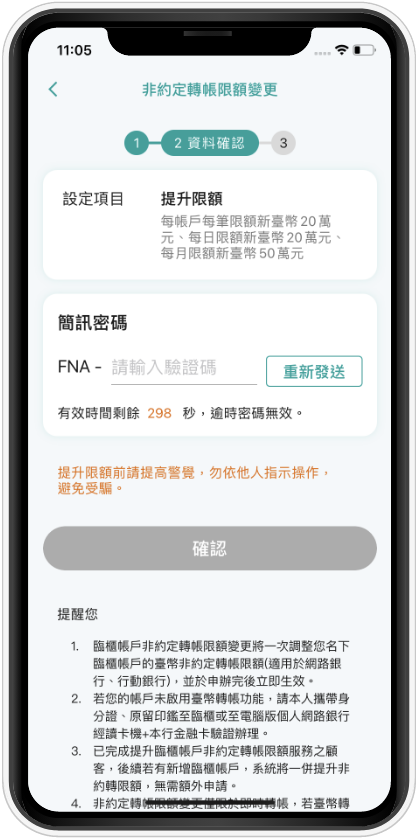 11:05
非約定轉帳限額變更
1 2 資料確認 3
設定項目 提升限額
每帳戶每筆限額新臺幣20萬
元、每日限額新臺幣20萬元、
每月限額新臺幣50萬元
簡訊密碼
FNA - 請輸入驗證碼 重新發送
有效時間剩餘 298 秒，逾時密碼無效。
提升限額前請提高警覺，勿依他人指示操作，
避免受騙。
確認
提醒您
1. 臨櫃帳戶非約定轉帳限額變更將一次調整您名下
臨櫃帳戶的臺幣非約定轉帳限額(適用於網路銀
行、行動銀行)，並於申辦完後立即生效。
2. 若您的帳戶未啟用臺幣轉帳功能，請本人攜帶身
分證、原留印鑑至臨櫃或至電腦版個人網路銀行
經讀卡機+本行金融卡驗證辦理。
3. 已完成提升臨櫃帳戶非約定轉帳限額服務之顧
客，後續若有新增臨櫃帳戶，系統將一併提升非
約轉限額，無需額外申請。
4. 非約定轉帳限額變更僅限於即時轉帳，若臺幣轉